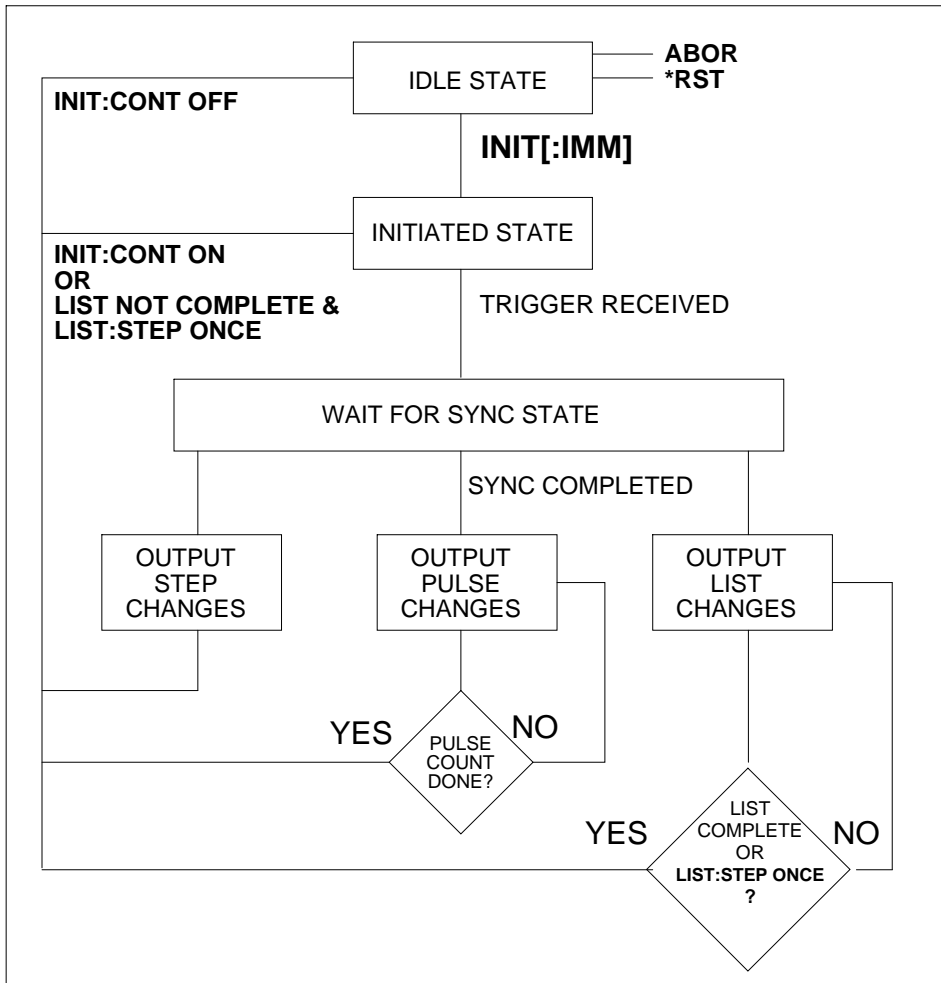 IDLE STATE
ABOR
*RST
INIT:CONT OFF
INIT[:IMM]
INITIATED STATE
INIT:CONT ON
OR
LIST NOT COMPLETE &
LIST:STEP ONCE
TRIGGER RECEIVED
WAIT FOR SYNC STATE
SYNC COMPLETED
OUTPUT
STEP
CHANGES
OUTPUT
PULSE
CHANGES
OUTPUT
LIST
CHANGES
YES
NO
PULSE
COUNT
DONE?
YES
NO
LIST
COMPLETE
OR
LIST:STEP ONCE
?